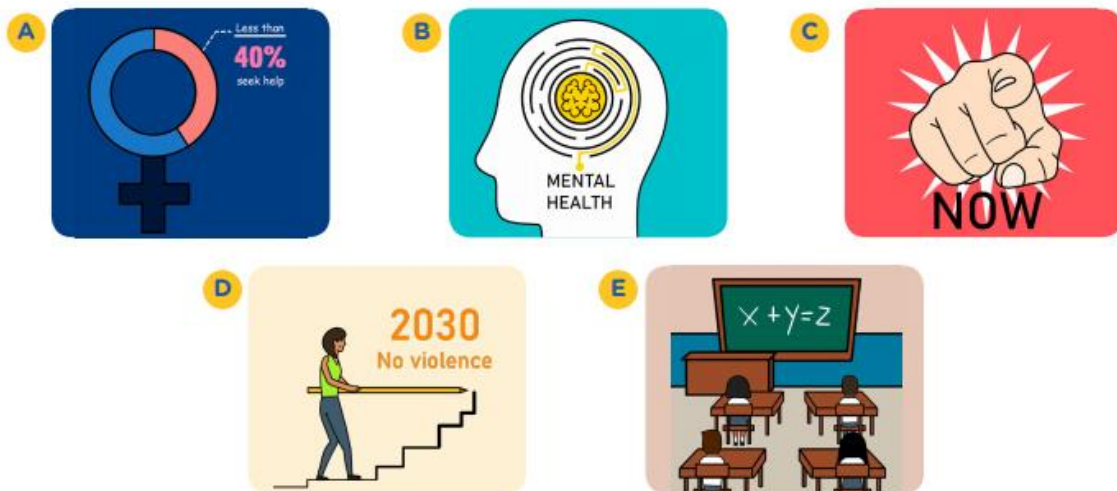 A
Less than
40%
seek help
B
MENTAL
HEALTH
C
NOW
D
2030
No violence
E
x + y = z